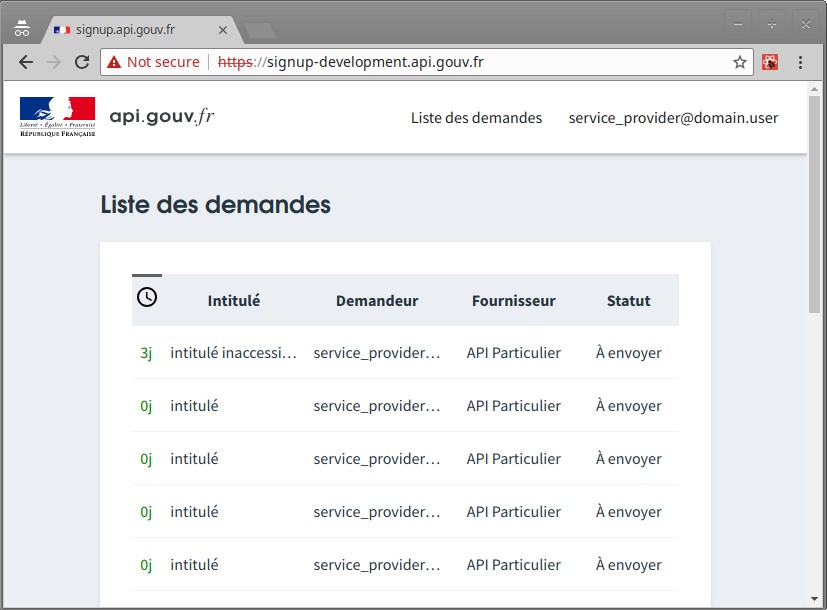 signup.api.gouv.fr
Not secure https://signup-development.api.gouv.fr
Liberté • Égalité • Fraternité
RÉPUBLIQUE FRANÇAISE
api.gouv.fr
Liste des demandes service_provider@domain.user
Liste des demandes
Intitulé Demandeur Fournisseur Statut
3j intitulé inaccessi… service_provider… API Particulier À envoyer
0j intitulé service_provider… API Particulier À envoyer
0j intitulé service_provider… API Particulier À envoyer
0j intitulé service_provider… API Particulier À envoyer
0j intitulé service_provider… API Particulier À envoyer